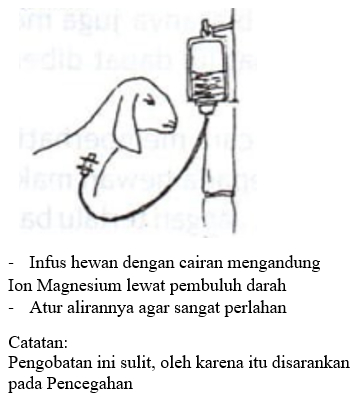 - Infus hewan dengan cairan mengandung
Ion Magnesium lewat pembuluh darah
- Atur alirannya agar sangat perlahan
Catatan:
Pengobatan ini sulit, oleh karena itu disarankan
pada Pencegahan